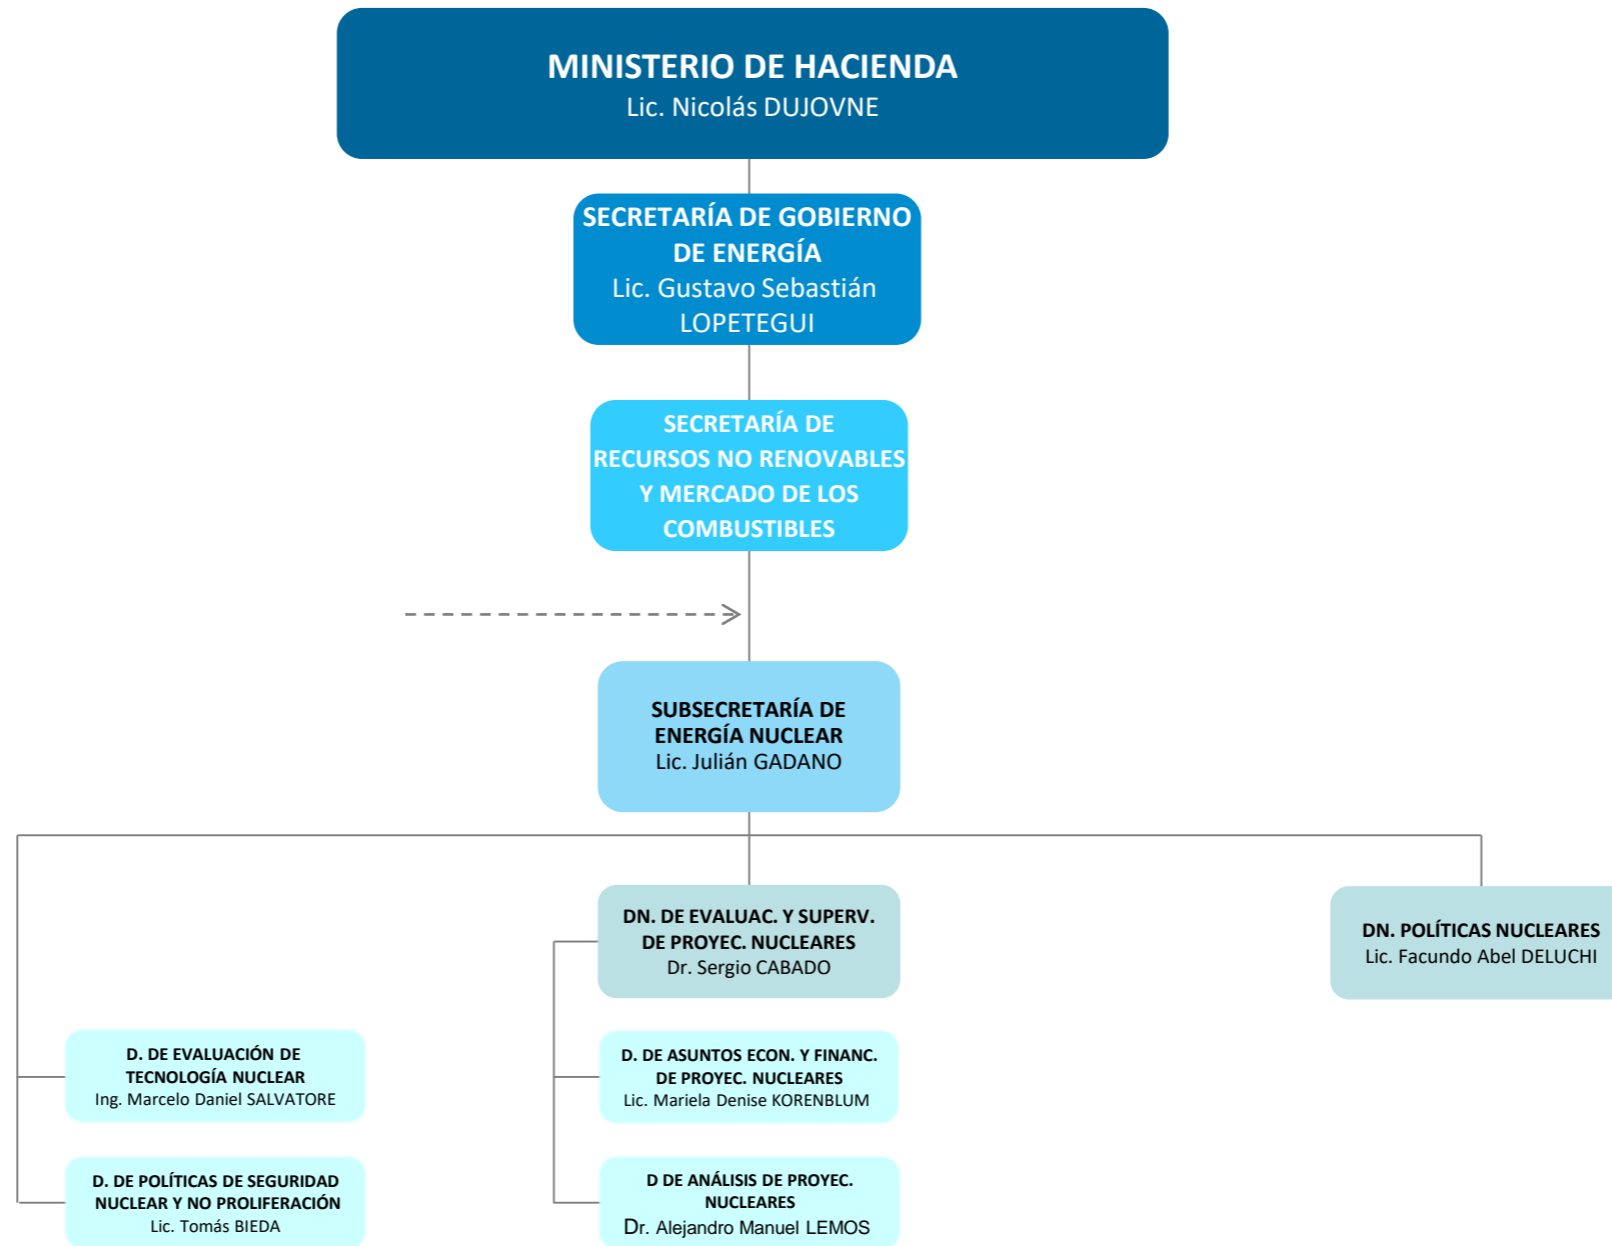 MINISTERIO DE HACIENDA
Lic. Nicolás DUJOVNE
SECRETARÍA DE GOBIERNO
DE ENERGÍA
Lic. Gustavo Sebastián
LOPETEGUI
SECRETARÍA DE
RECURSOS NO RENOVABLES
Y MERCADO DE LOS
COMBUSTIBLES
SUBSECRETARÍA DE
ENERGÍA NUCLEAR
Lic. Julián GADANO
DN. DE EVALUAC. Y SUPERV.
DE PROYEC. NUCLEARES
Dr. Sergio CABADO
DN. POLÍTICAS NUCLEARES
Lic. Facundo Abel DELUCHI
D. DE EVALUACIÓN DE
TECNOLOGÍA NUCLEAR
Ing. Marcelo Daniel SALVATORE
D. DE ASUNTOS ECON. Y FINANC.
DE PROYEC. NUCLEARES
Lic. Mariela Denise KORENBLUM
D. DE POLÍTICAS DE SEGURIDAD
NUCLEAR Y NO PROLIFERACIÓN
Lic. Tomás BIEDA
D DE ANÁLISIS DE PROYEC.
NUCLEARES
Dr. Alejandro Manuel LEMOS